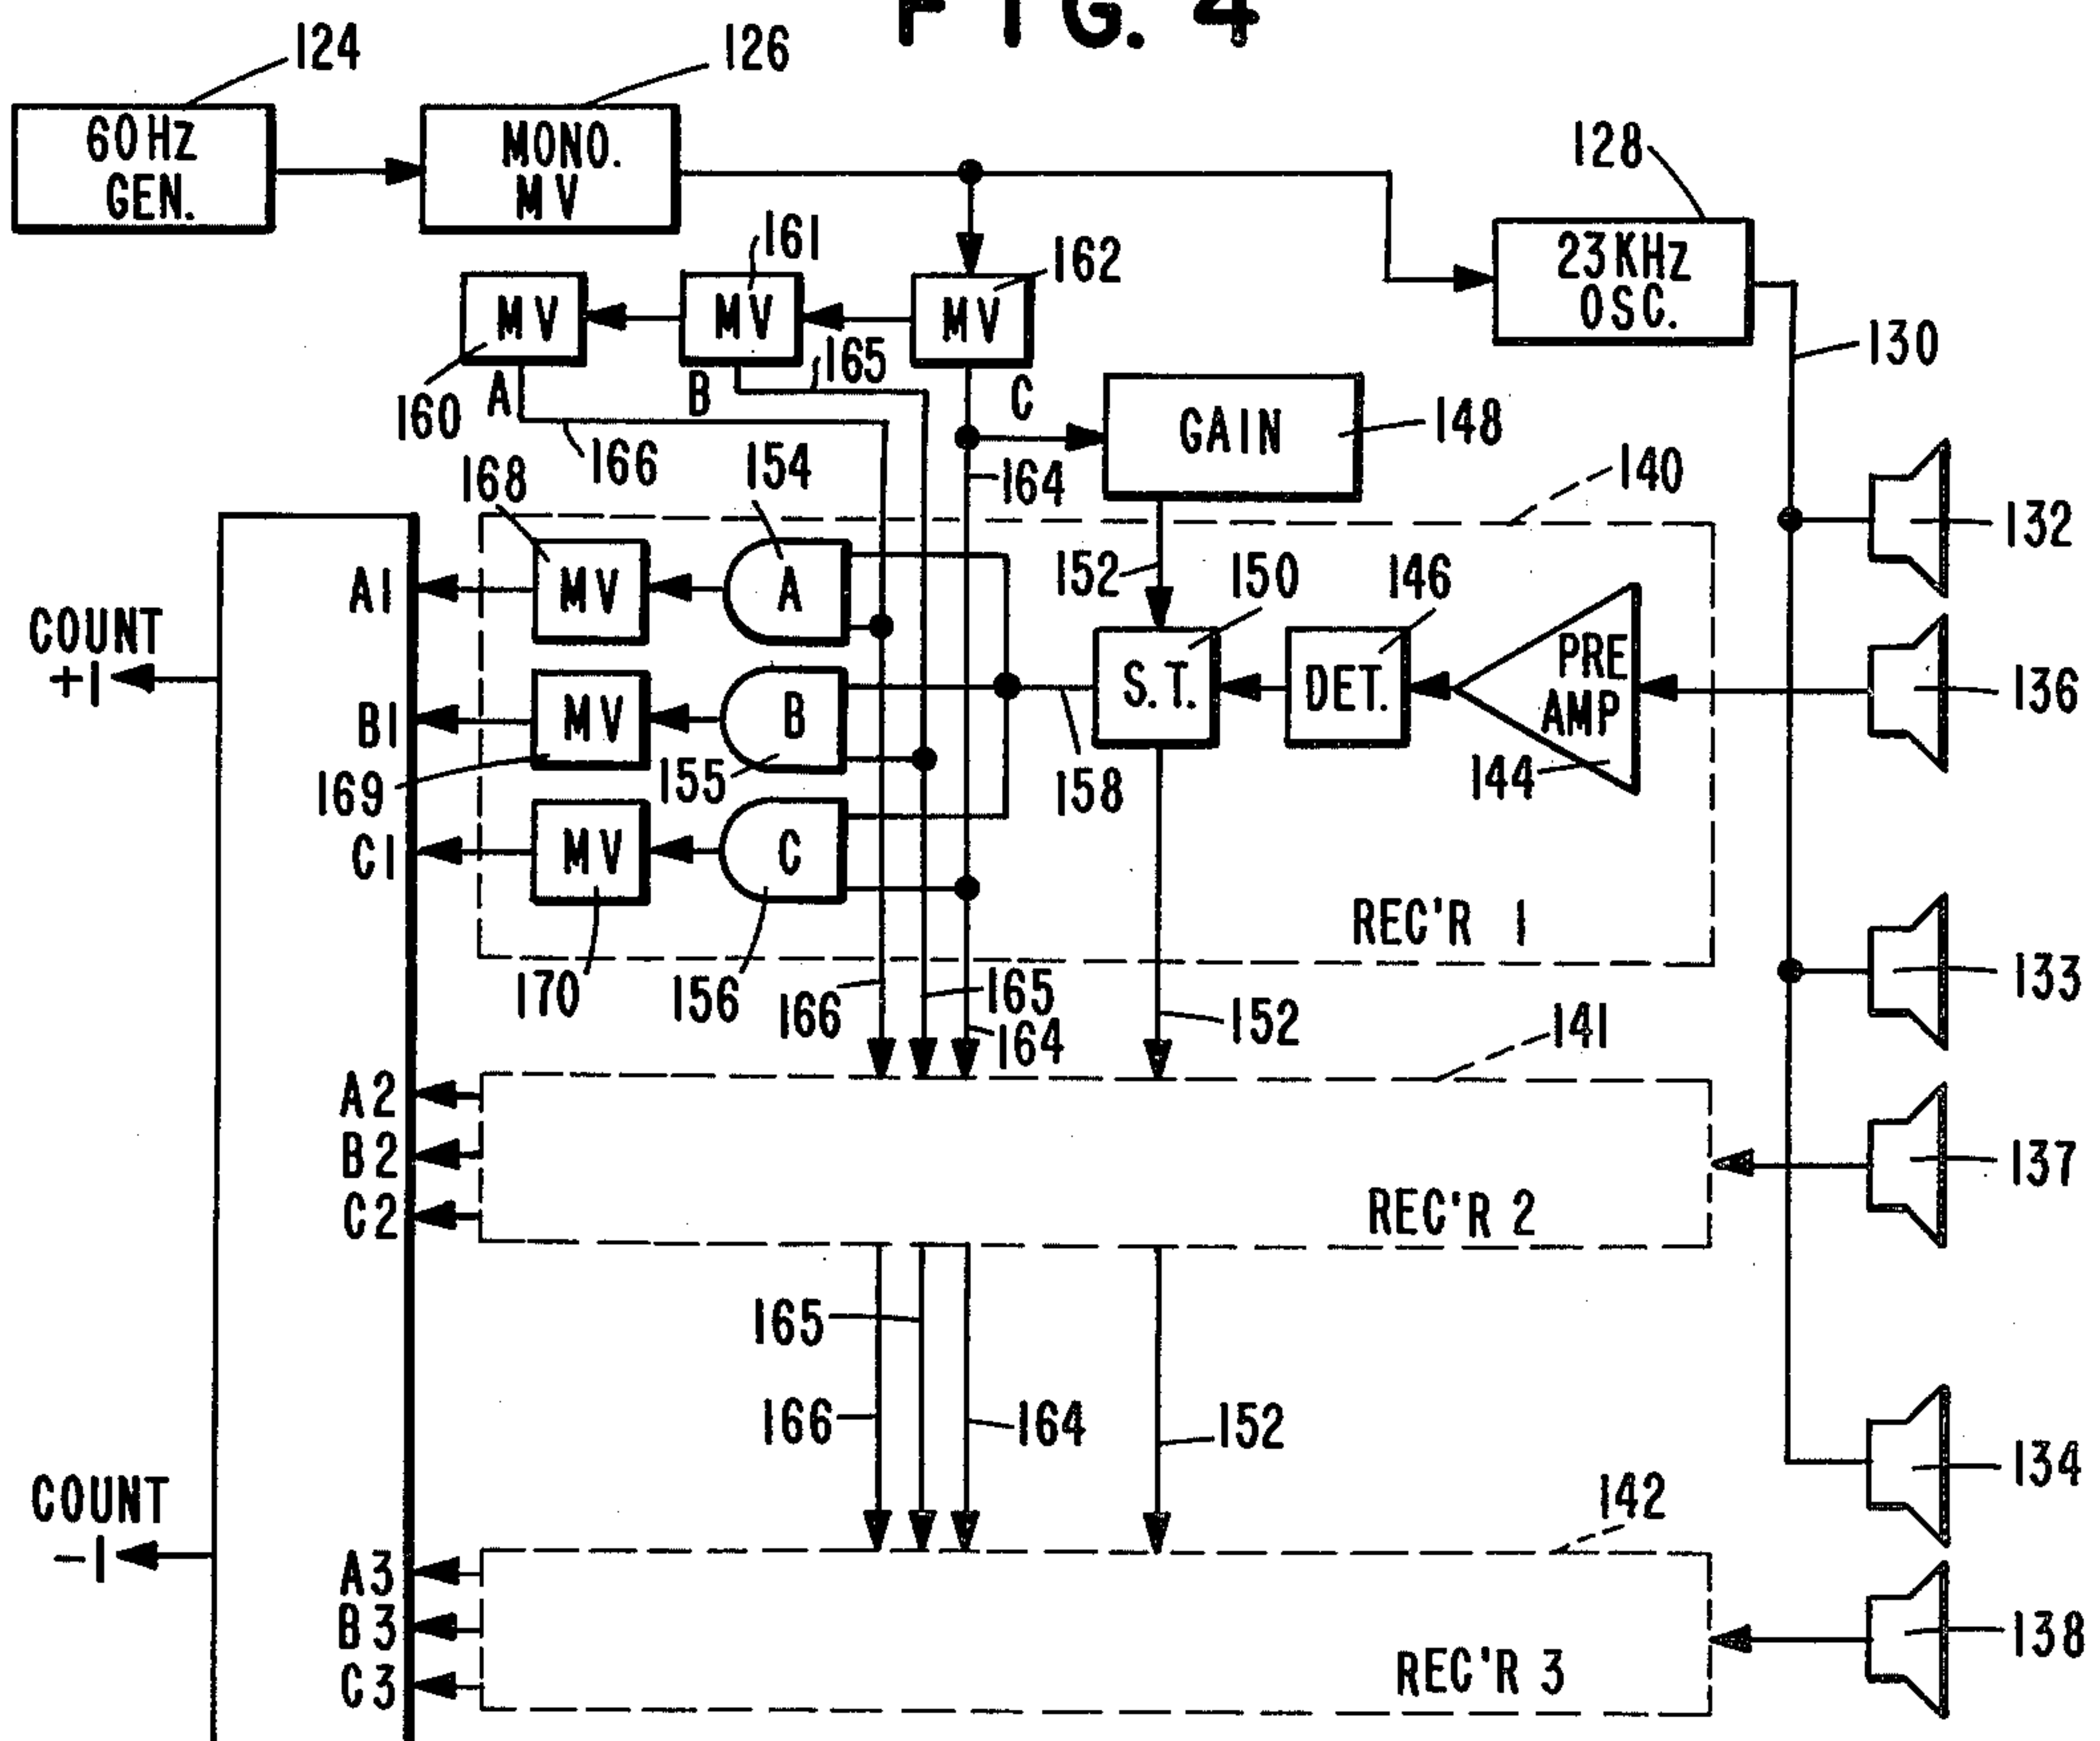 FIG. 4
124
126
60HZ
GEN.
MONO.
MV
128
23KHZ
OSC.
161
162
MV
MV
MV
130
165
160
A
B
C
GAIN
148
166
164
140
168
154
132
152
150
146
A1
MV
A
COUNT
+1
S.T.
DET.
PRE
AMP
136
B1
MV
B
169
155
158
144
C1
MV
C
REC'R 1
170
156
166
165
164
152
133
141
A2
B2
C2
137
REC'R 2
165
166
164
152
134
COUNT
-1
142
A3
B3
C3
138
REC'R 3